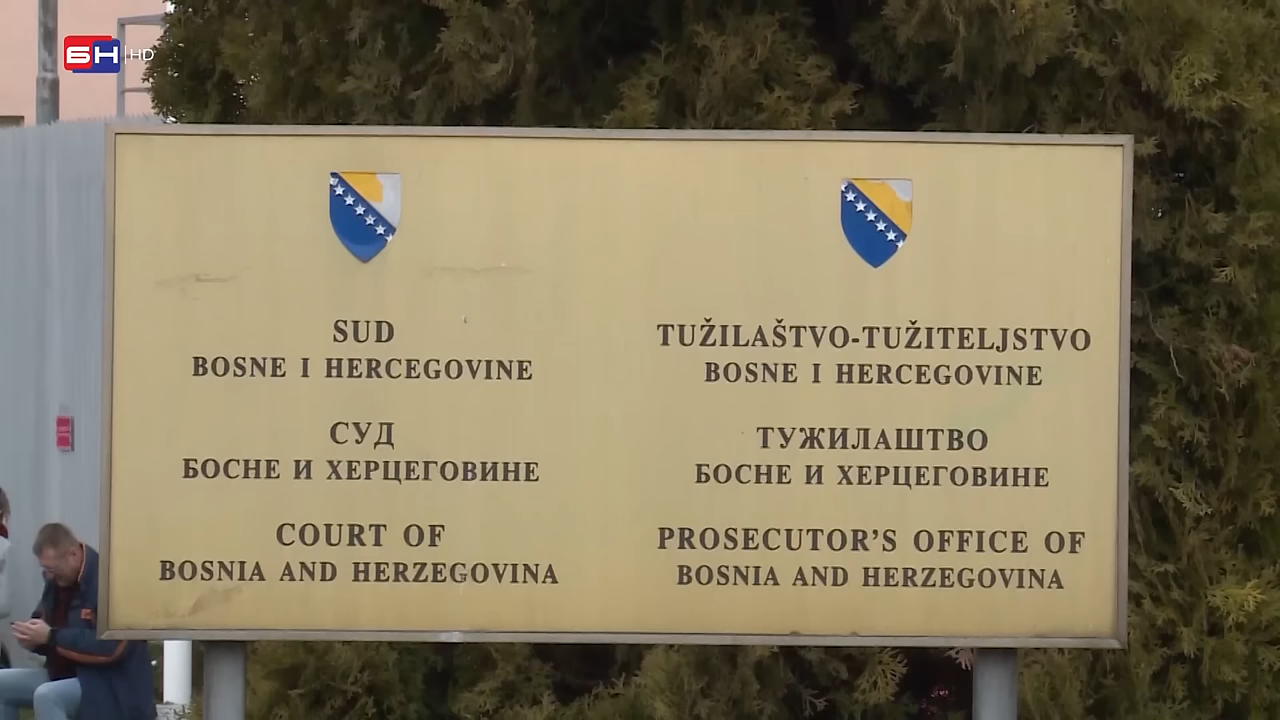 БН HD
SUD
BOSNE I HERCEGOVINE
СУД
БОСНЕ И ХЕРЦЕГОВИНЕ
COURT OF
BOSNIA AND HERZEGOVINA
TUŽILAŠTVO-TUŽITELJSTVO
BOSNE I HERCEGOVINE
ТУЖИЛАШТВО
БОСНЕ И ХЕРЦЕГОВИНЕ
PROSECUTOR'S OFFICE OF
BOSNIA AND HERZEGOVINA